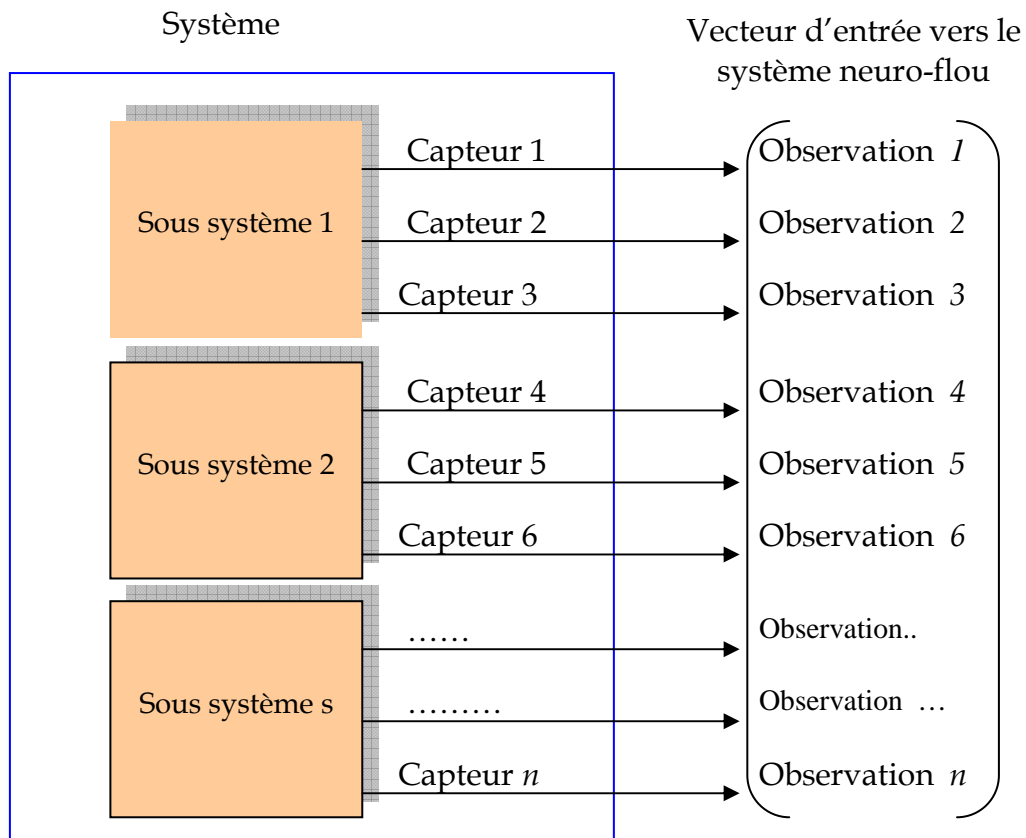 Système
Vecteur d’entrée vers le
système neuro-flou
Sous système 1
Capteur 1
Observation 1
Capteur 2
Observation 2
Capteur 3
Observation 3
Sous système 2
Capteur 4
Observation 4
Capteur 5
Observation 5
Capteur 6
Observation 6
Sous système s
……
Observation..
………
Observation …
Capteur n
Observation n